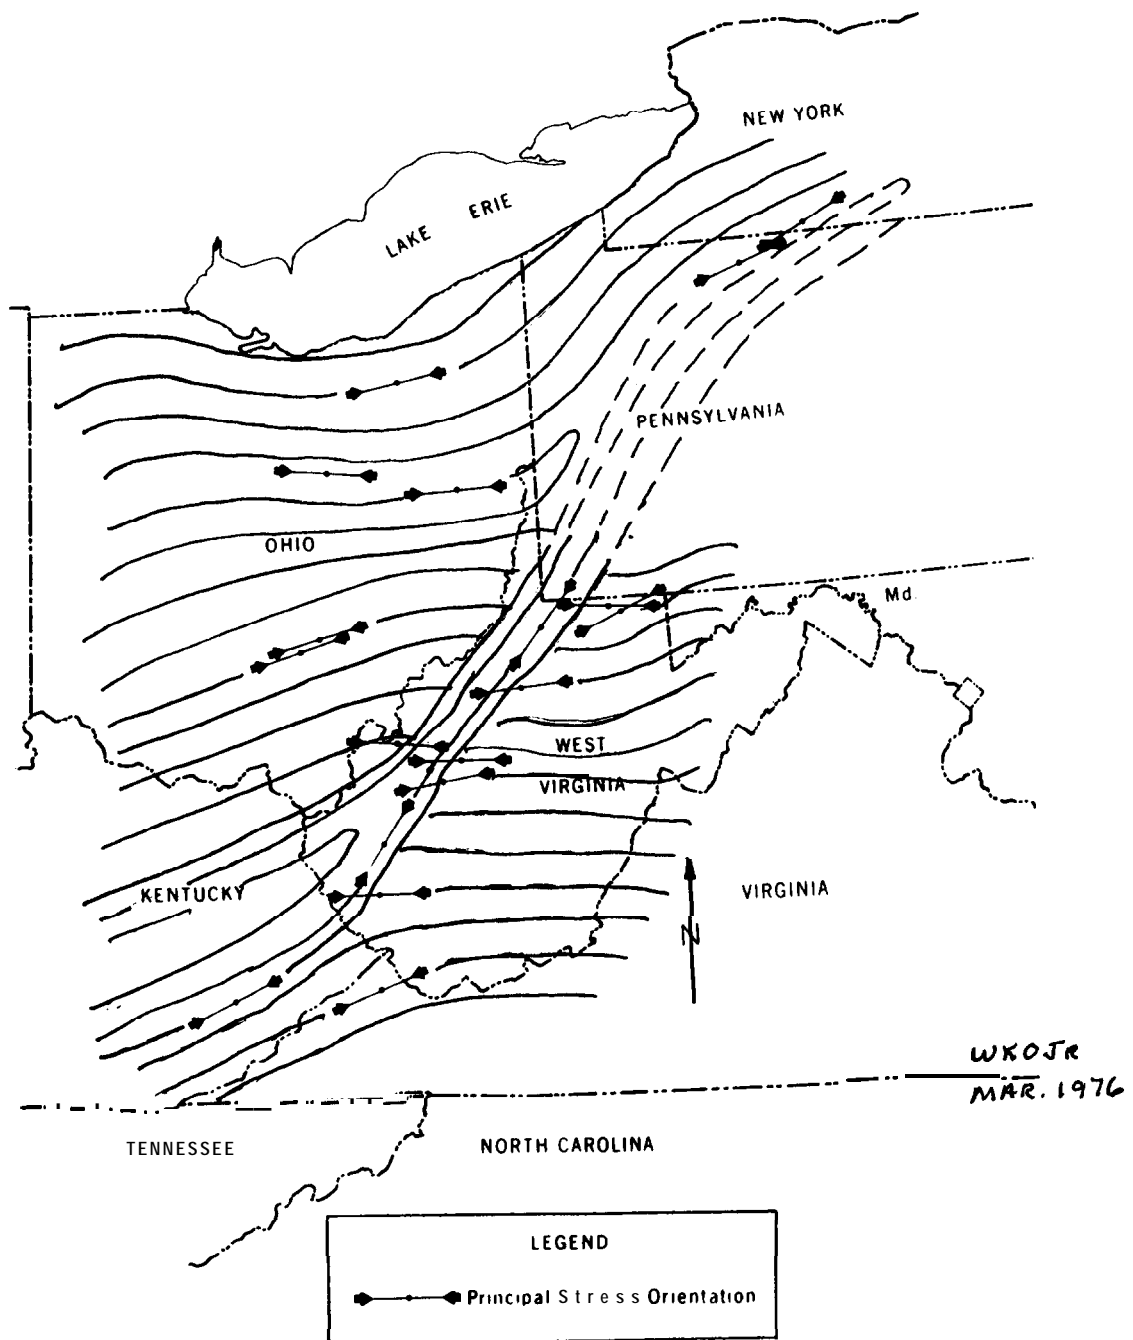 NEW YORK
LAKE ERIE
PENNSYLVANIA
OHIO
Md.
WEST
VIRGINIA
KENTUCKY
VIRGINIA
N
WKOJR
MAR. 1976
TENNESSEE
NORTH CAROLINA
LEGEND
Principal Stress Orientation